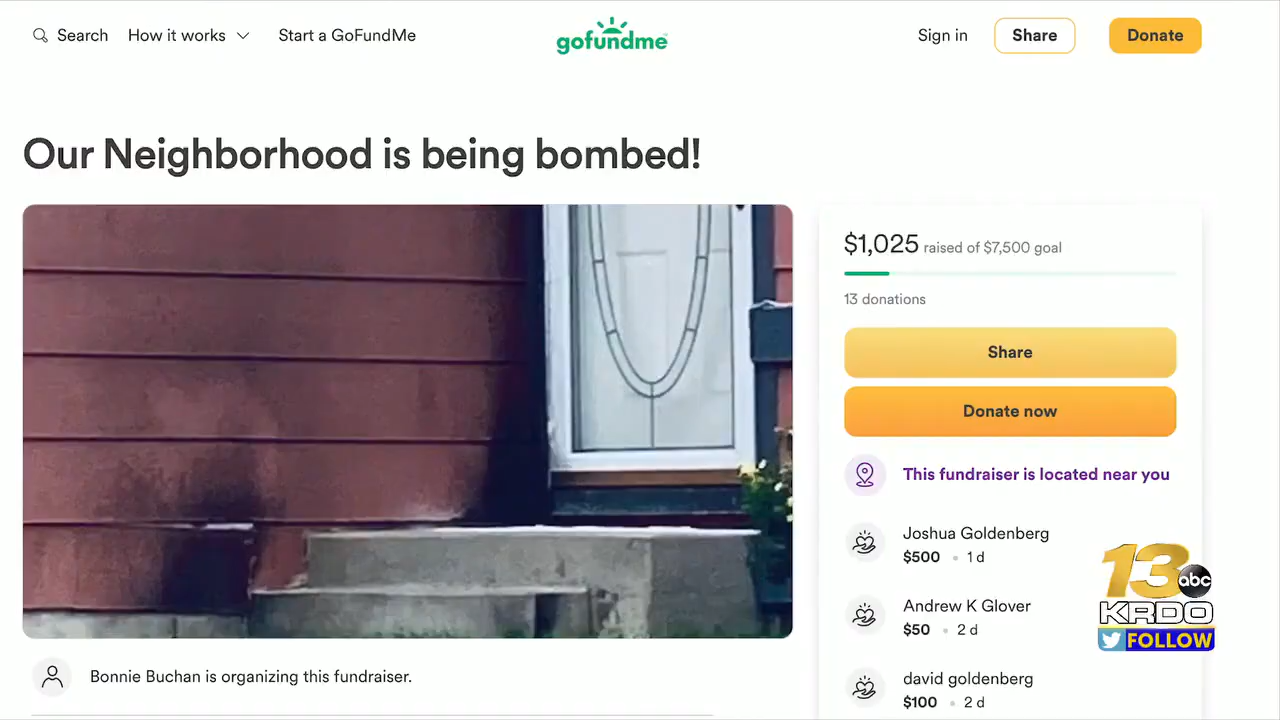 Search How it works Start a GoFundMe gofundme Sign in Share Donate
Our Neighborhood is being bombed!
$1,025 raised of $7,500 goal
13 donations
Share
Donate now
This fundraiser is located near you
Joshua Goldenberg
$500 • 1 d
Andrew K Glover
$50 • 2 d
david goldenberg
$100 • 2 d
Bonnie Buchan is organizing this fundraiser.
13 abc
KRDO
FOLLOW